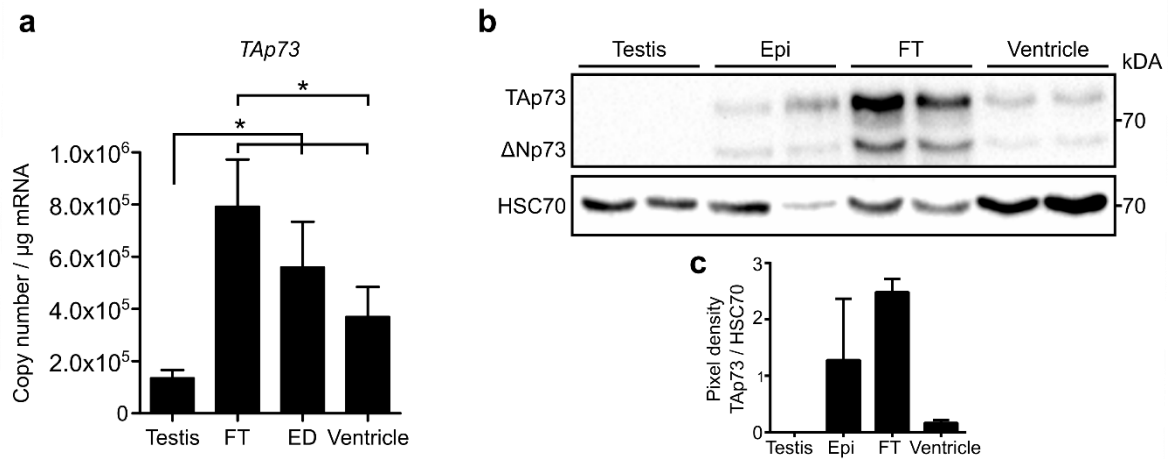 a
TAp73
*
*
Copy number / µg mRNA
1.0x10⁶
8.0x10⁵
6.0x10⁵
4.0x10⁵
2.0x10⁵
0
Testis FT ED Ventricle
b
Testis Epi FT Ventricle
kDA
TAp73
70
ΔNp73
HSC70
70
c
Pixel density
TAp73 / HSC70
3
2
1
0
Testis Epi FT Ventricle